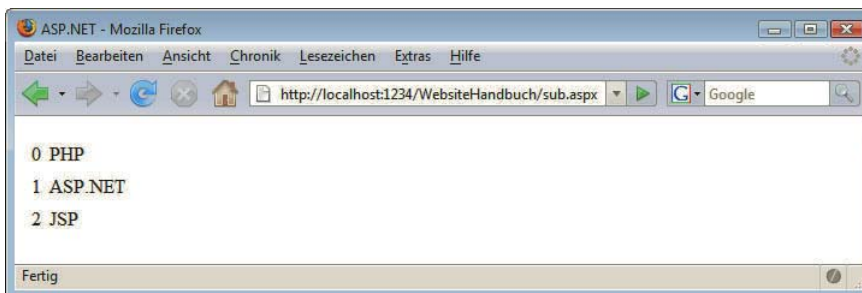 ASP.NET - Mozilla Firefox
Datei Bearbeiten Ansicht Chronik Lesezeichen Extras Hilfe
http://localhost:1234/WebsiteHandbuch/sub.aspx G Google
0 PHP
1 ASP.NET
2 JSP
Fertig